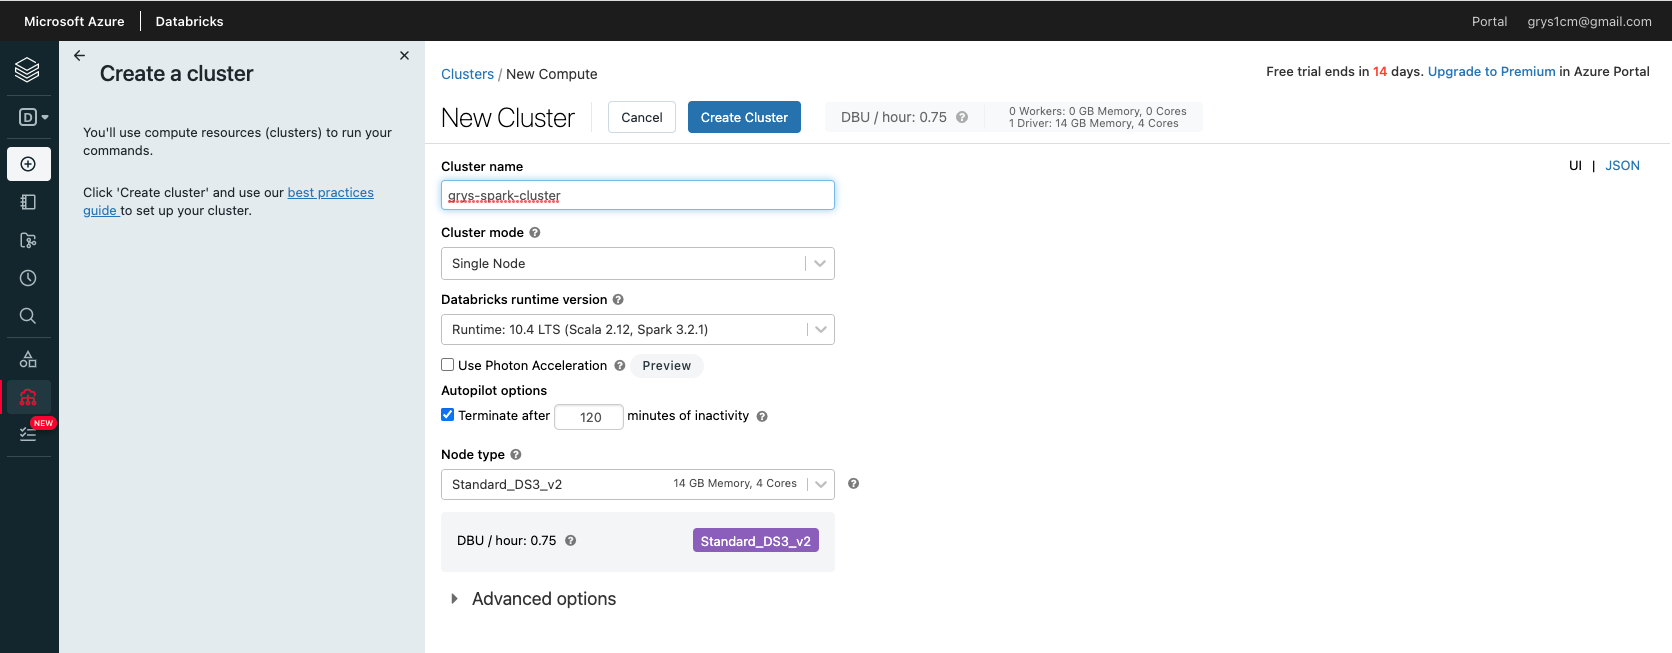 Microsoft Azure | Databricks
Portal grys1cm@gmail.com
Create a cluster
You'll use compute resources (clusters) to run your
commands.
Click 'Create cluster' and use our best practices
guide to set up your cluster.
D
NEW
Clusters / New Compute
Free trial ends in 14 days. Upgrade to Premium in Azure Portal
New Cluster
Cancel
Create Cluster
DBU / hour: 0.75 ?
0 Workers: 0 GB Memory, 0 Cores
1 Driver: 14 GB Memory, 4 Cores
UI | JSON
Cluster name
grys-spark-cluster
Cluster mode ?
Single Node
Databricks runtime version ?
Runtime: 10.4 LTS (Scala 2.12, Spark 3.2.1)
Use Photon Acceleration ? Preview
Autopilot options
Terminate after 120 minutes of inactivity ?
Node type ?
Standard_DS3_v2 14 GB Memory, 4 Cores ?
DBU / hour: 0.75 ? Standard_DS3_v2
Advanced options